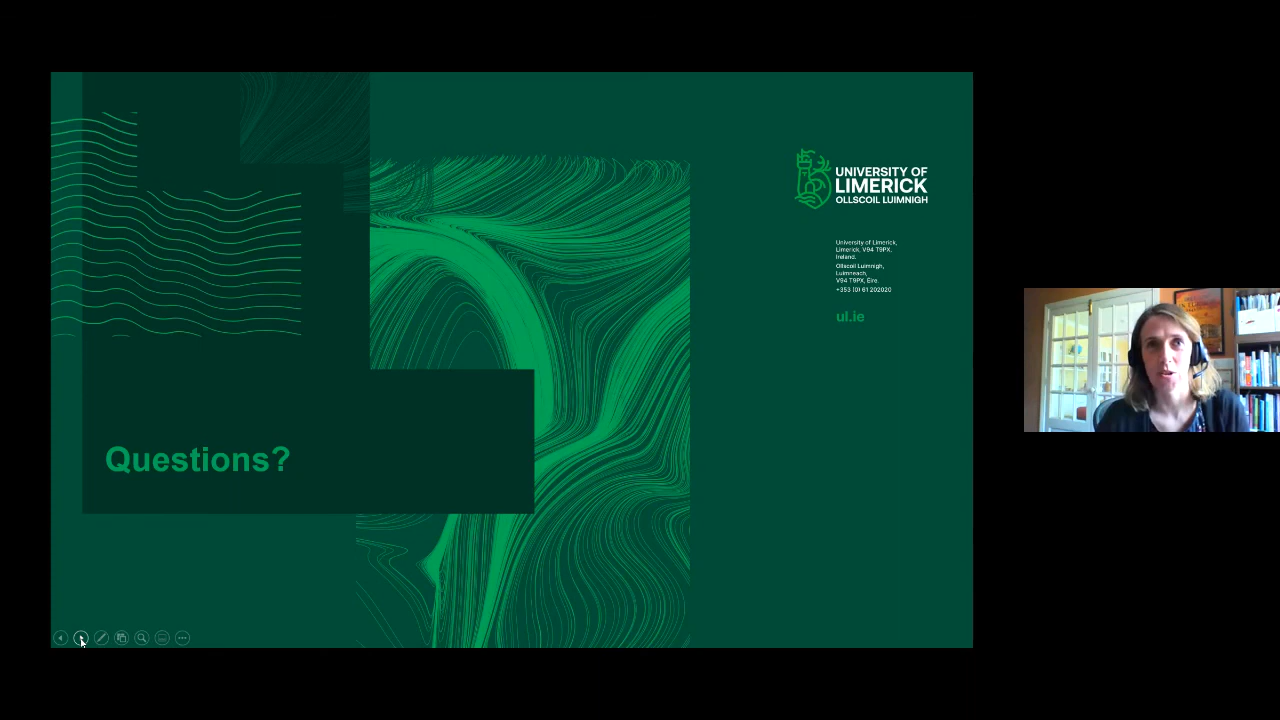 Questions?
UNIVERSITY OF
LIMERICK
OLLSCOIL LUIMNIGH
University of Limerick,
Limerick, V94 T9PX,
Ireland.
Ollscoil Luimnigh,
Luimneach,
V94 T9PX, Éire.
+353 (0) 61 202020
ul.ie